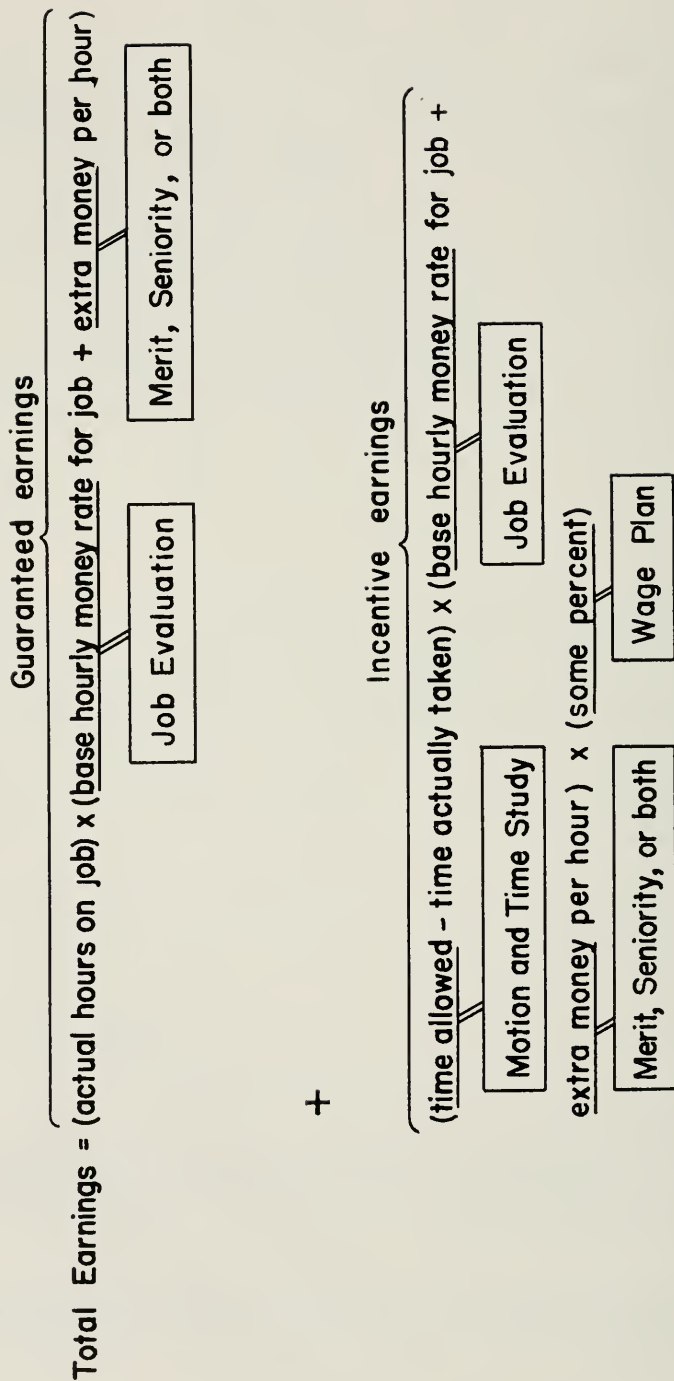 Guaranteed earnings
Total Earnings = (actual hours on job) x (base hourly money rate for job + extra money per hour)
Job Evaluation
Merit, Seniority, or both
+
Incentive earnings
(time allowed - time actually taken) x (base hourly money rate for job +
Motion and Time Study
Job Evaluation
extra money per hour) x (some percent)
Merit, Seniority, or both
Wage Plan